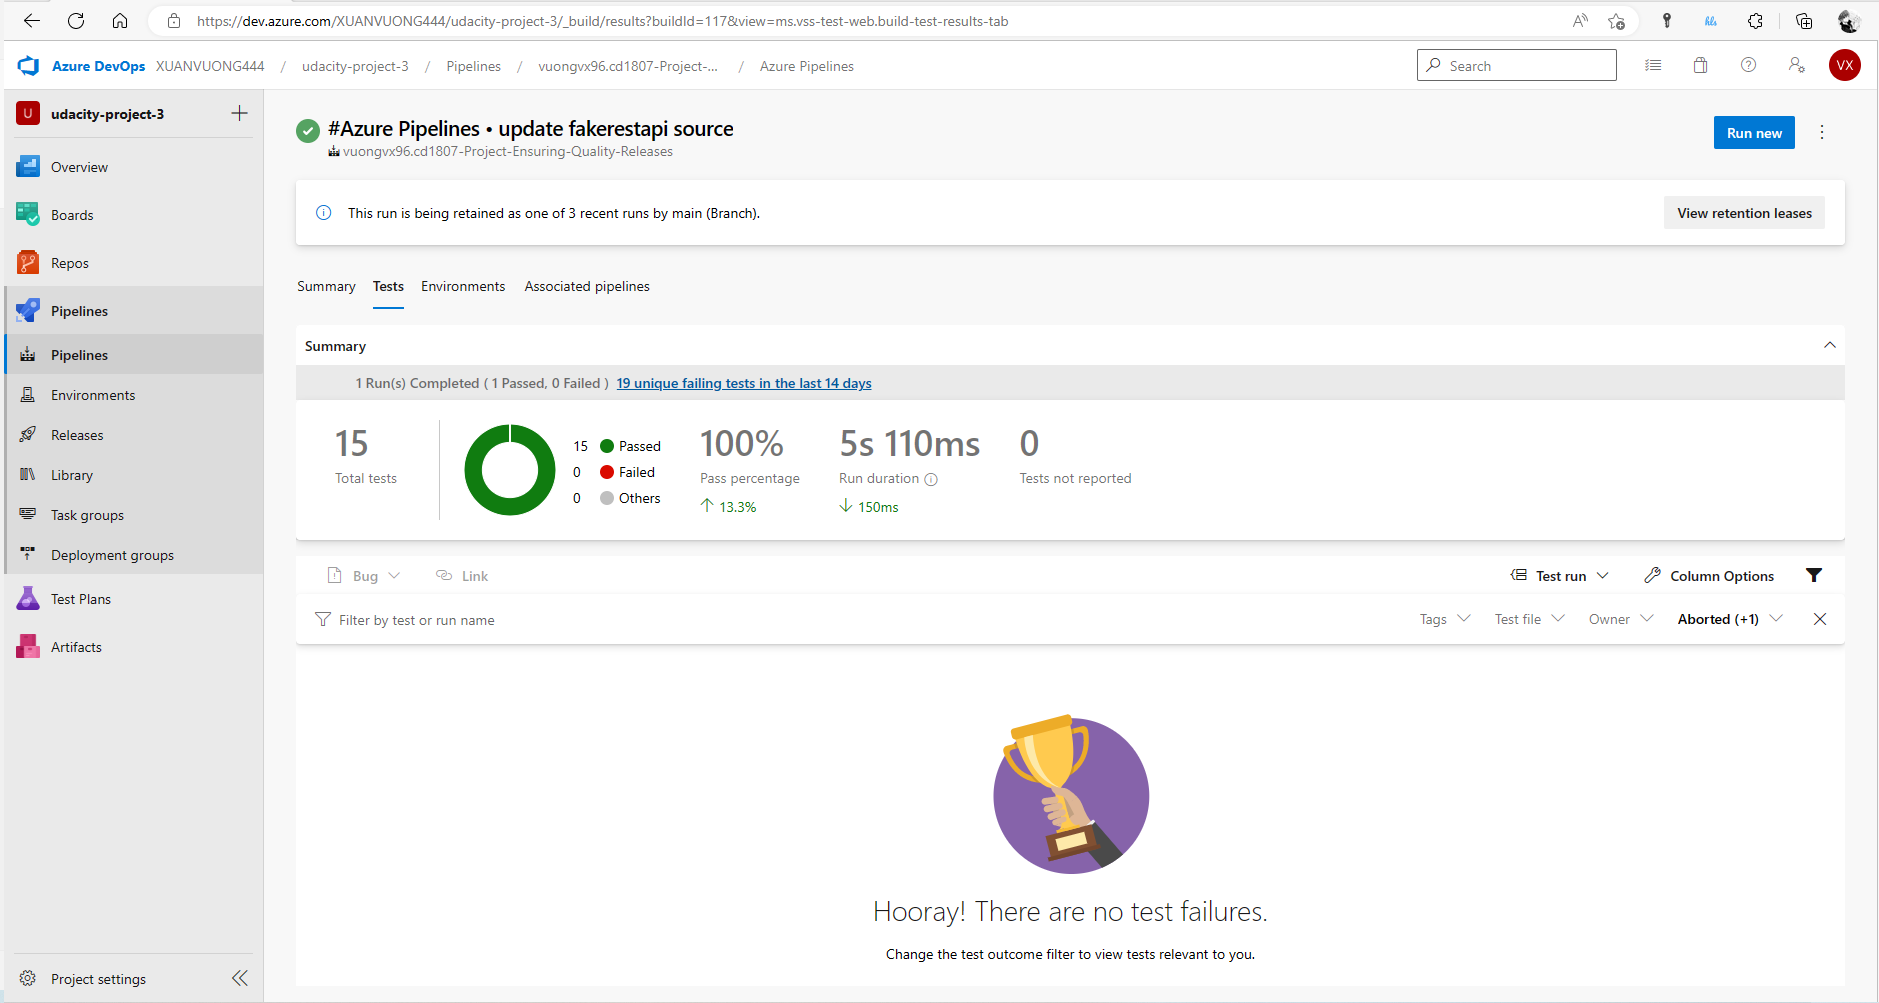 https://dev.azure.com/XUANVUONG444/udacity-project-3/_build/results?buildId=117&view=ms.vss-test-web.build-test-results-tab
Azure DevOps XUANVUONG444 / udacity-project-3 / Pipelines / vuongvx96.cd1807-Project-... / Azure Pipelines
Search
VX
U udacity-project-3
Overview
Boards
Repos
Pipelines
Pipelines
Environments
Releases
Library
Task groups
Deployment groups
Test Plans
Artifacts
Project settings
#Azure Pipelines • update fakerestapi source
vuongvx96.cd1807-Project-Ensuring-Quality-Releases
Run new
This run is being retained as one of 3 recent runs by main (Branch).
View retention leases
Summary Tests Environments Associated pipelines
Summary
1 Run(s) Completed ( 1 Passed, 0 Failed ) 19 unique failing tests in the last 14 days
15
Total tests
15 Passed
0 Failed
0 Others
100%
Pass percentage
13.3%
5s 110ms
Run duration
150ms
0
Tests not reported
Bug Link
Test run Column Options
Filter by test or run name
Tags Test file Owner Aborted (+1)
Hooray! There are no test failures.
Change the test outcome filter to view tests relevant to you.